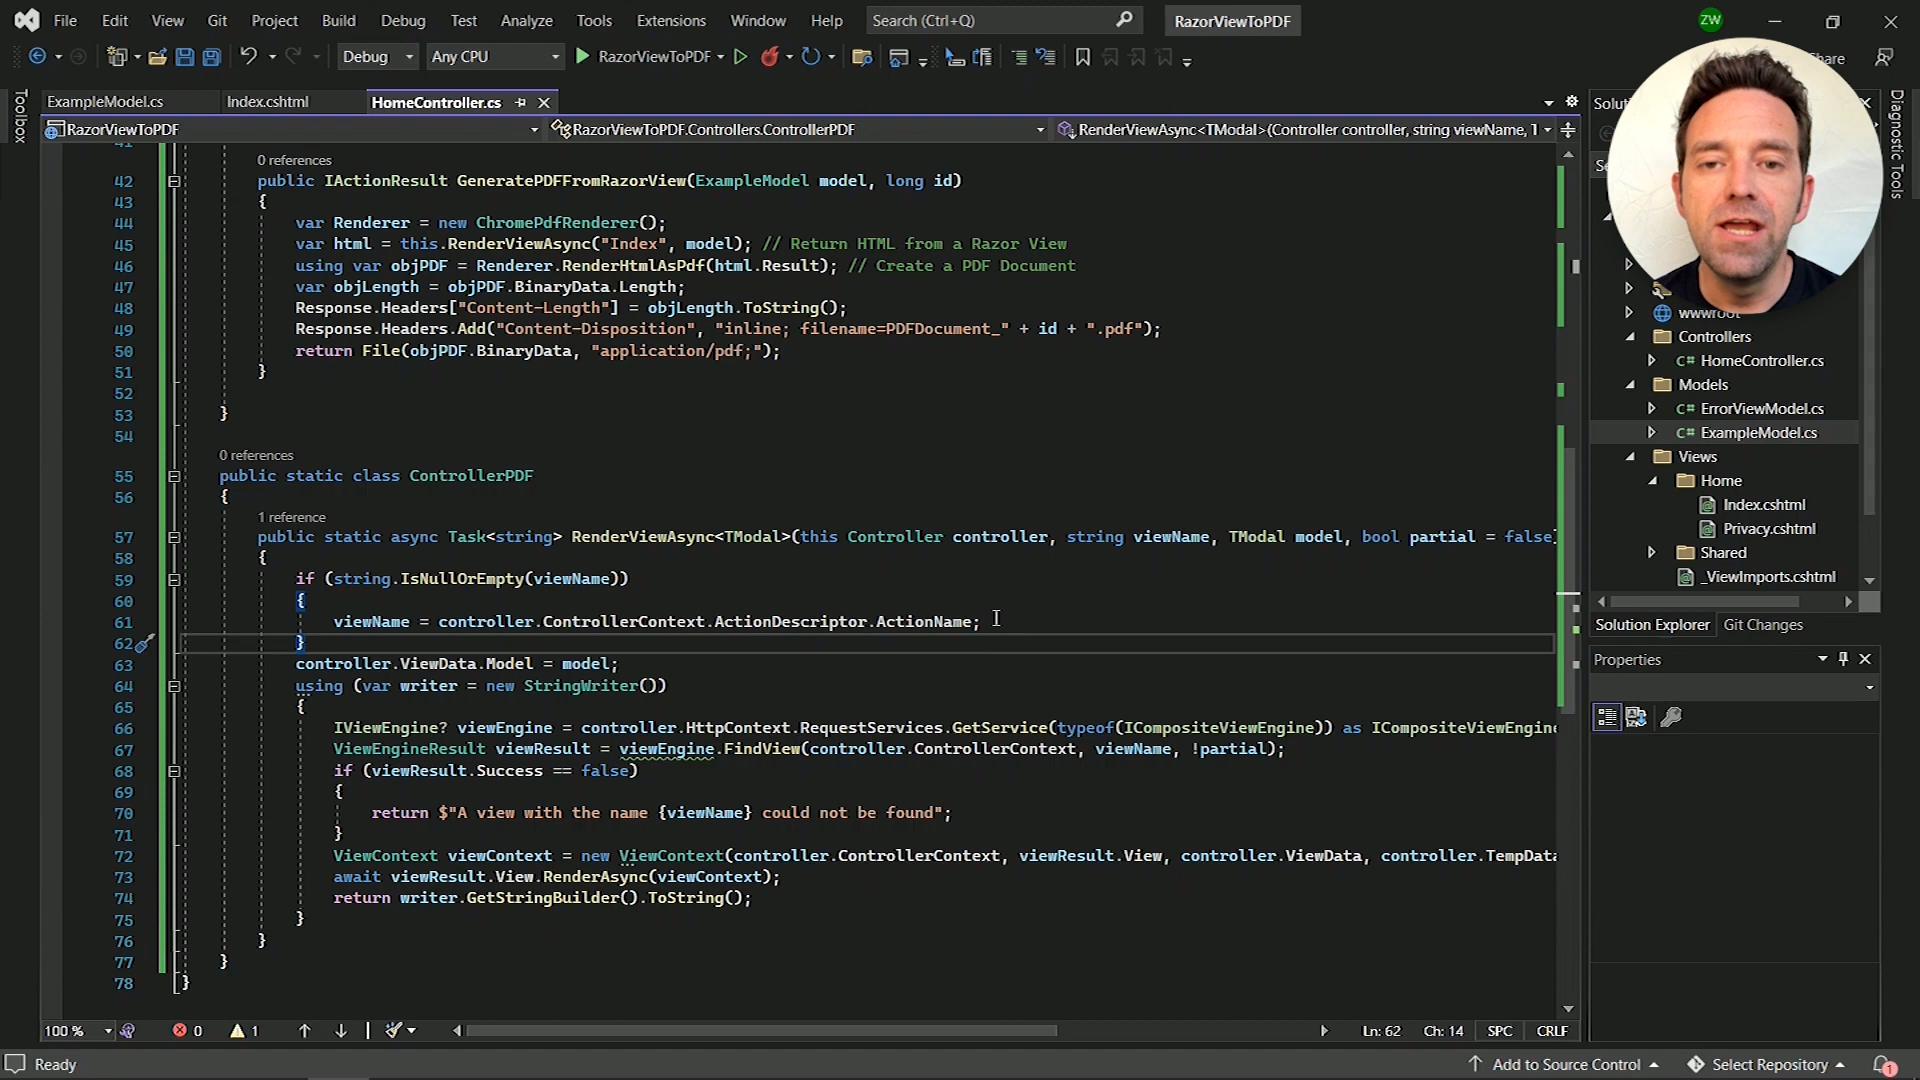 File Edit View Git Project Build Debug Test Analyze Tools Extensions Window Help Search (Ctrl+Q) RazorViewToPDF ZW
Debug Any CPU RazorViewToPDF
ExampleModel.cs Index.cshtml HomeController.cs
RazorViewToPDF RazorViewToPDF.Controllers.ControllerPDF RenderViewAsync<TModal>(Controller controller, string viewName, T
Toolbox
Diagnostic Tools
41
0 references
42 public IActionResult GeneratePDFFromRazorView(ExampleModel model, long id)
43 {
44 var Renderer = new ChromePdfRenderer();
45 var html = this.RenderViewAsync("Index", model); // Return HTML from a Razor View
46 using var objPDF = Renderer.RenderHtmlAsPdf(html.Result); // Create a PDF Document
47 var objLength = objPDF.BinaryData.Length;
48 Response.Headers["Content-Length"] = objLength.ToString();
49 Response.Headers.Add("Content-Disposition", "inline; filename=PDFDocument_" + id + ".pdf");
50 return File(objPDF.BinaryData, "application/pdf;");
51 }
52
53 }
54
0 references
55 public static class ControllerPDF
56 {
1 reference
57 public static async Task<string> RenderViewAsync<TModal>(this Controller controller, string viewName, TModal model, bool partial = false)
58 {
59 if (string.IsNullOrEmpty(viewName))
60 {
61 viewName = controller.ControllerContext.ActionDescriptor.ActionName;
62 }
63 controller.ViewData.Model = model;
64 using (var writer = new StringWriter())
65 {
66 IViewEngine? viewEngine = controller.HttpContext.RequestServices.GetService(typeof(ICompositeViewEngine)) as ICompositeViewEngin
67 ViewEngineResult viewResult = viewEngine.FindView(controller.ControllerContext, viewName, !partial);
68 if (viewResult.Success == false)
69 {
70 return $"A view with the name {viewName} could not be found";
71 }
72 ViewContext viewContext = new ViewContext(controller.ControllerContext, viewResult.View, controller.ViewData, controller.TempData
73 await viewResult.View.RenderAsync(viewContext);
74 return writer.GetStringBuilder().ToString();
75 }
76 }
77 }
78 }
wwwroot
Controllers
C# HomeController.cs
Models
C# ErrorViewModel.cs
C# ExampleModel.cs
Views
Home
Index.cshtml
Privacy.cshtml
Shared
_ViewImports.cshtml
Solution Explorer Git Changes
Properties
100 % 0 1 Ln: 62 Ch: 14 SPC CRLF
Ready Add to Source Control Select Repository 1